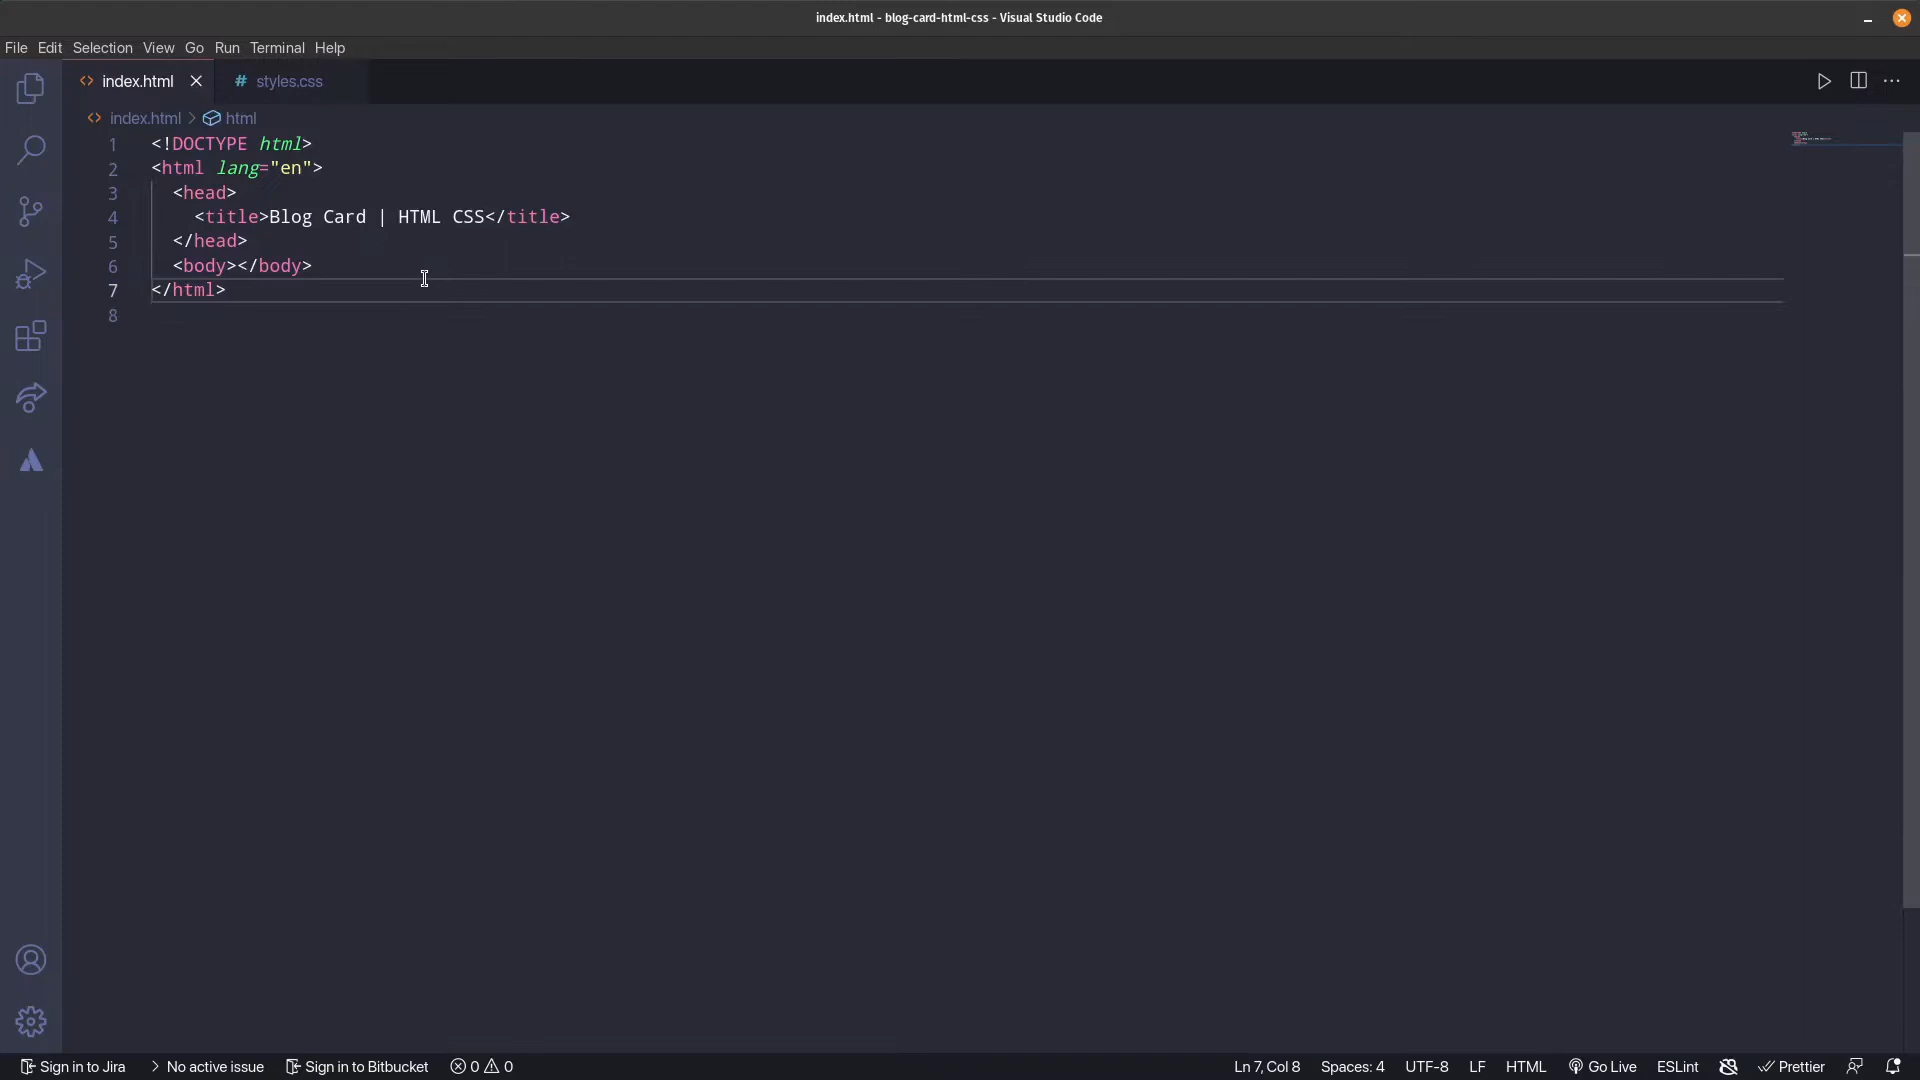 index.html - blog-card-html-css - Visual Studio Code
File Edit Selection View Go Run Terminal Help
index.html # styles.css
index.html > html
1 <!DOCTYPE html>
2 <html lang="en">
3 <head>
4 <title>Blog Card | HTML CSS</title>
5 </head>
6 <body></body>
7 </html>
8
Sign in to Jira > No active issue Sign in to Bitbucket 0 0 Ln 7, Col 8 Spaces: 4 UTF-8 LF HTML Go Live ESLint Prettier